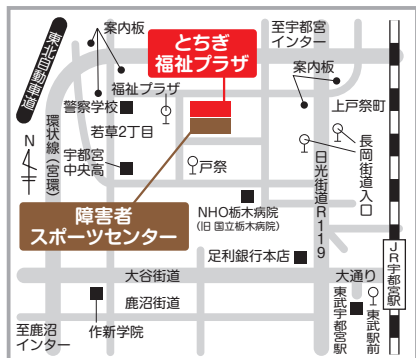 東北自動車道
案内板
とちぎ
福祉プラザ
至宇都宮
インター
案内板
警察学校
福祉プラザ
上戸祭町
若草2丁目
環状線(宮環)
N
宇都宮
中央高
戸祭
日光街道R119
長岡街道入口
障害者
スポーツセンター
NHO栃木病院
(旧 国立栃木病院)
足利銀行本店
JR宇都宮駅
大谷街道
大通り
鹿沼街道
東武宇都宮駅
東武駅前
至鹿沼
インター
作新学院